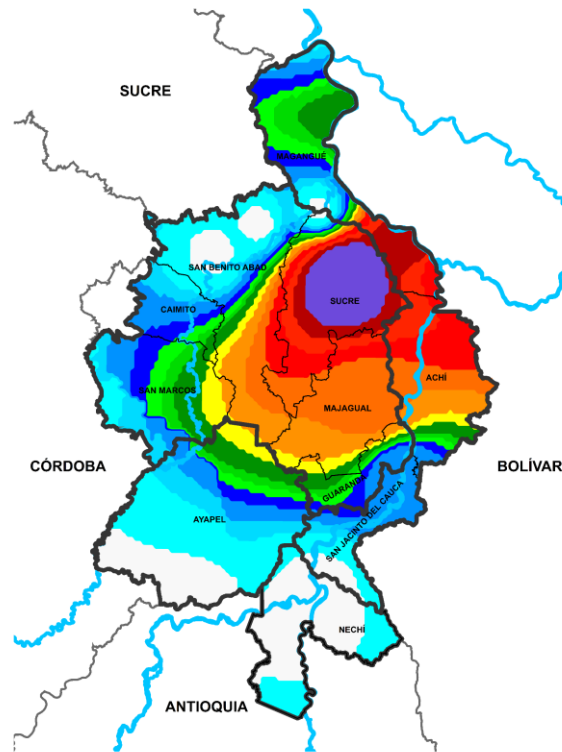 SUCRE
MAGANGUÉ
SAN BENITO ABAD
SUCRE
CAIMITO
SAN MARCOS
ACHÍ
MAJAGUAL
CÓRDOBA
BOLÍVAR
GUARANDA
AYAPEL
SAN JACINTO DEL CAUCA
NECHÍ
ANTIOQUIA